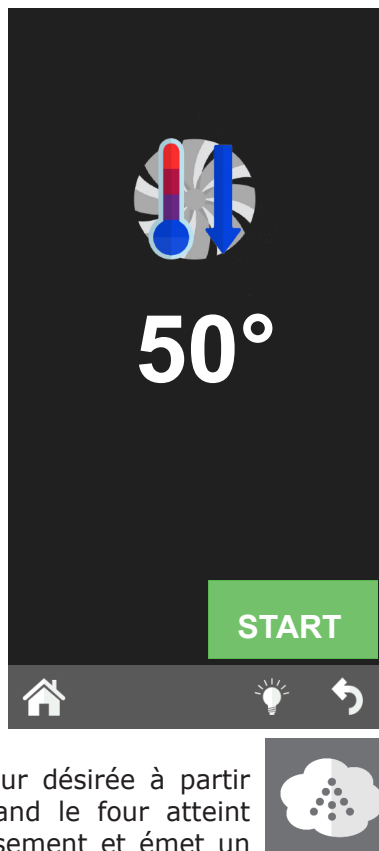 50°
START
ur désirée à partir
and le four atteint
sement et émet un